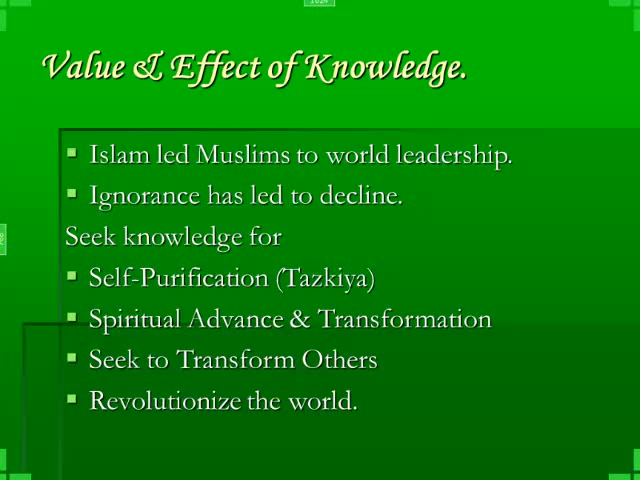 1024
Value & Effect of Knowledge.
Islam led Muslims to world leadership.
Ignorance has led to decline.
Seek knowledge for
Self-Purification (Tazkiya)
Spiritual Advance & Transformation
Seek to Transform Others
Revolutionize the world.